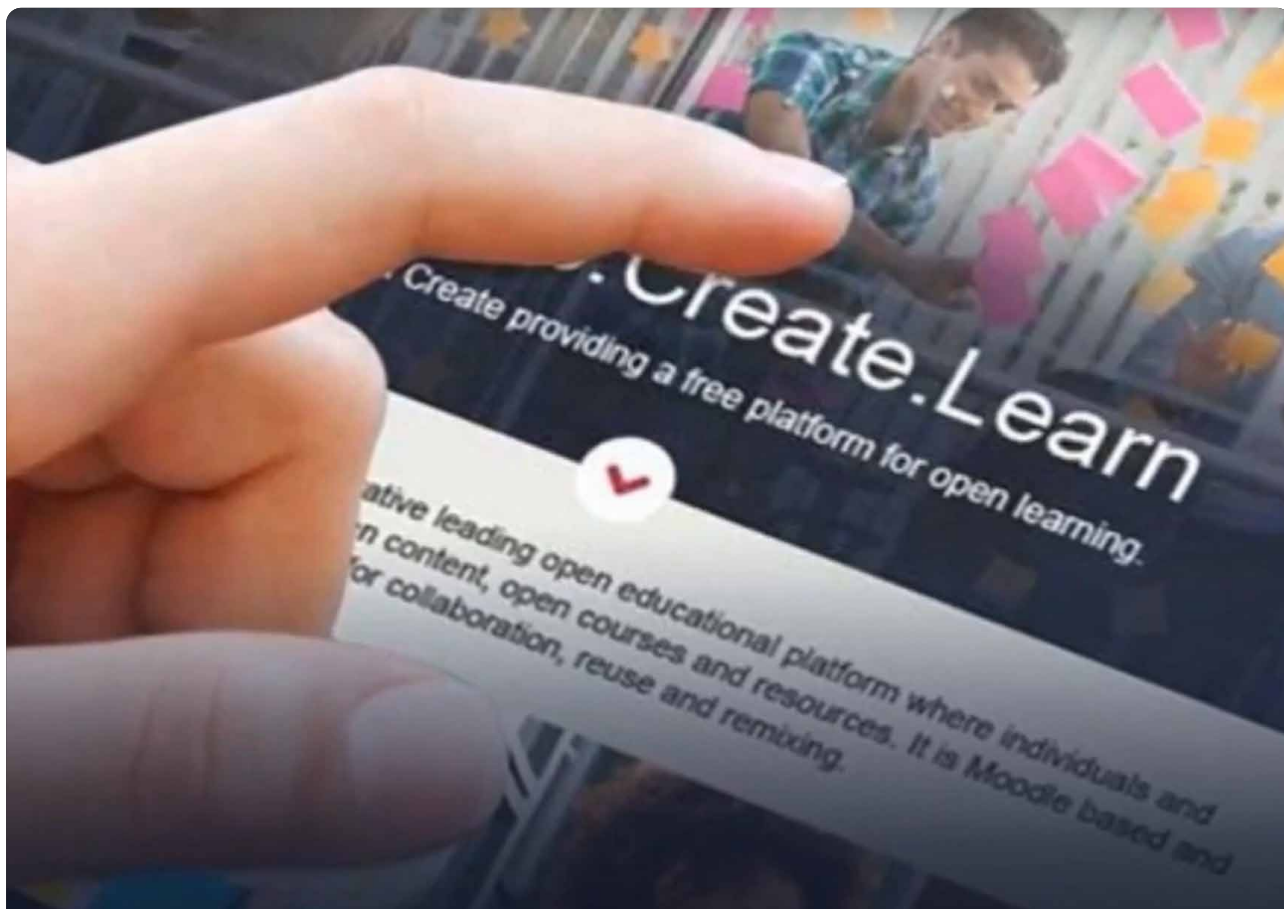 .Create.Learn
Create providing a free platform for open learning.
ative leading open educational platform where individuals and
n content, open courses and resources. It is Moodle based and
for collaboration, reuse and remixing.